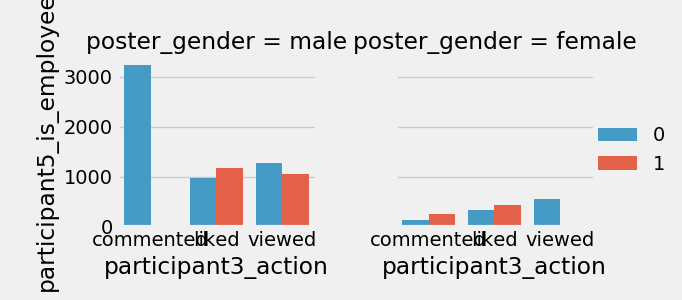 poster_gender = male
poster_gender = female
participant5_is_employee
3000
2000
1000
0
commented
liked
viewed
commented
liked
viewed
participant3_action
participant3_action
0
1